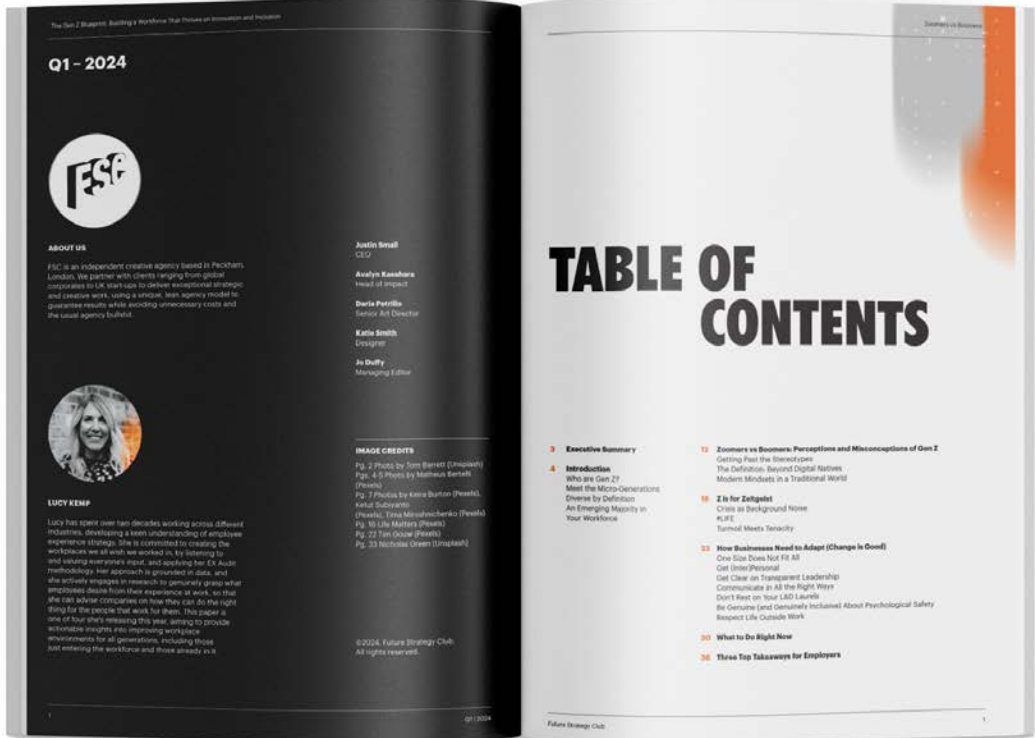 The Gen Z Blueprint: Building a Workforce That Thrives on Innovation and Inclusion
Q1 – 2024
FSC
ABOUT US
FSC is an independent creative agency based in Peckham,
London. We partner with clients ranging from global
corporates to UK start-ups to deliver exceptional strategic
and creative work, using a unique, lean agency model to
guarantee results while avoiding unnecessary costs and
the usual agency bullshit.
LUCY KEMP
Lucy has spent over two decades working across different
industries, developing a keen understanding of employee
experience strategy. She is committed to creating the
workplaces we all wish we worked in, by listening to
and valuing everyone's input, and applying her EX Audit
methodology. Her approach is grounded in data, and
she actively engages in research to genuinely grasp what
employees desire from their experience at work, so that
she can advise companies on how they can do the right
thing for the people that work for them. This paper is
one of four she's releasing this year, aiming to provide
actionable insights into improving workplace
environments for all generations, including those
just entering the workforce and those already in it.
Justin Small
CEO
Avalyn Kasahara
Head of Impact
Dario Petrillo
Senior Art Director
Katie Smith
Designer
Jo Duffy
Managing Editor
IMAGE CREDITS
Pg. 2 Photo by Tom Barrett (Unsplash)
Pgs. 4-5 Photo by Matheus Bertelli
(Pexels)
Pg. 7 Photos by Keira Burton (Pexels),
Ketut Subiyanto
(Pexels), Tima Miroshnichenko (Pexels)
Pg. 16 Life Matters (Pexels)
Pg. 22 Tim Gouw (Pexels)
Pg. 33 Nicholas Green (Unsplash)
©2024, Future Strategy Club.
All rights reserved.
Q1 | 2024
Zoomers vs Boomers
TABLE OF
CONTENTS
3 Executive Summary
4 Introduction
Who are Gen Z?
Meet the Micro-Generations
Diverse by Definition
An Emerging Majority in
Your Workforce
12 Zoomers vs Boomers: Perceptions and Misconceptions of Gen Z
Getting Past the Stereotypes
The Definition: Beyond Digital Natives
Modern Mindsets in a Traditional World
Z is for Zeitgeist
Crisis as Background Noise
#LIFE
Turmoil Meets Tenacity
23 How Businesses Need to Adapt (Change is Good)
One Size Does Not Fit All
Get (Inter)Personal
Get Clear on Transparent Leadership
Communicate in All the Right Ways
Don't Rest on Your L&D Laurels
Be Genuine (and Genuinely Inclusive) About Psychological Safety
Respect Life Outside Work
30 What to Do Right Now
Three Top Takeaways for Employers
Future Strategy Club
1